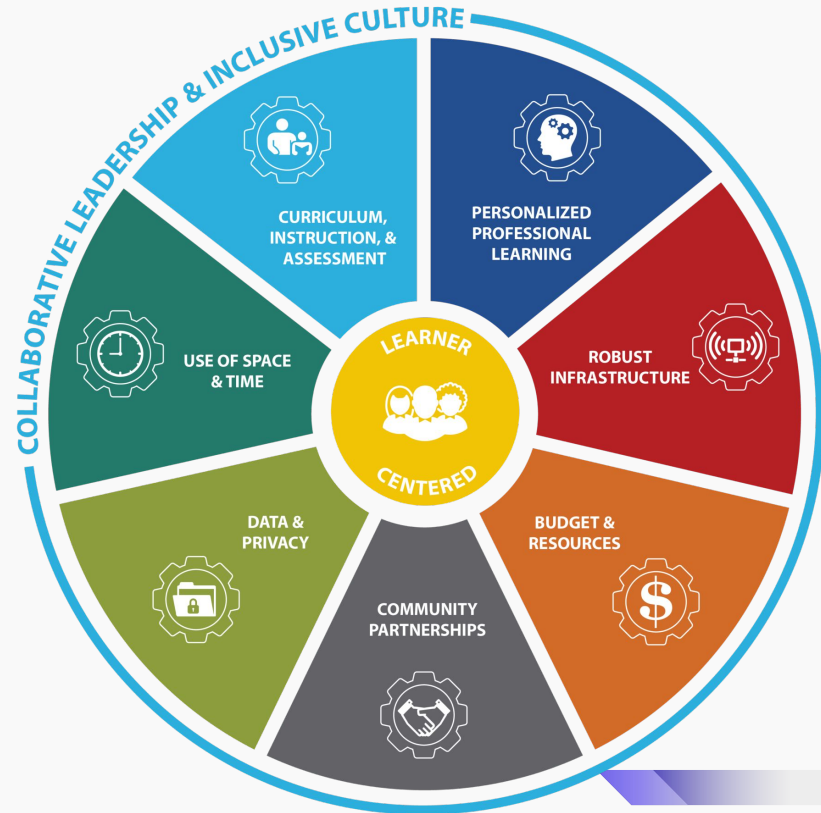 COLLABORATIVE LEADERSHIP & INCLUSIVE CULTURE
CURRICULUM,
INSTRUCTION, &
ASSESSMENT
PERSONALIZED
PROFESSIONAL
LEARNING
USE OF SPACE
& TIME
LEARNER
CENTERED
ROBUST
INFRASTRUCTURE
DATA &
PRIVACY
BUDGET &
RESOURCES
$
COMMUNITY
PARTNERSHIPS